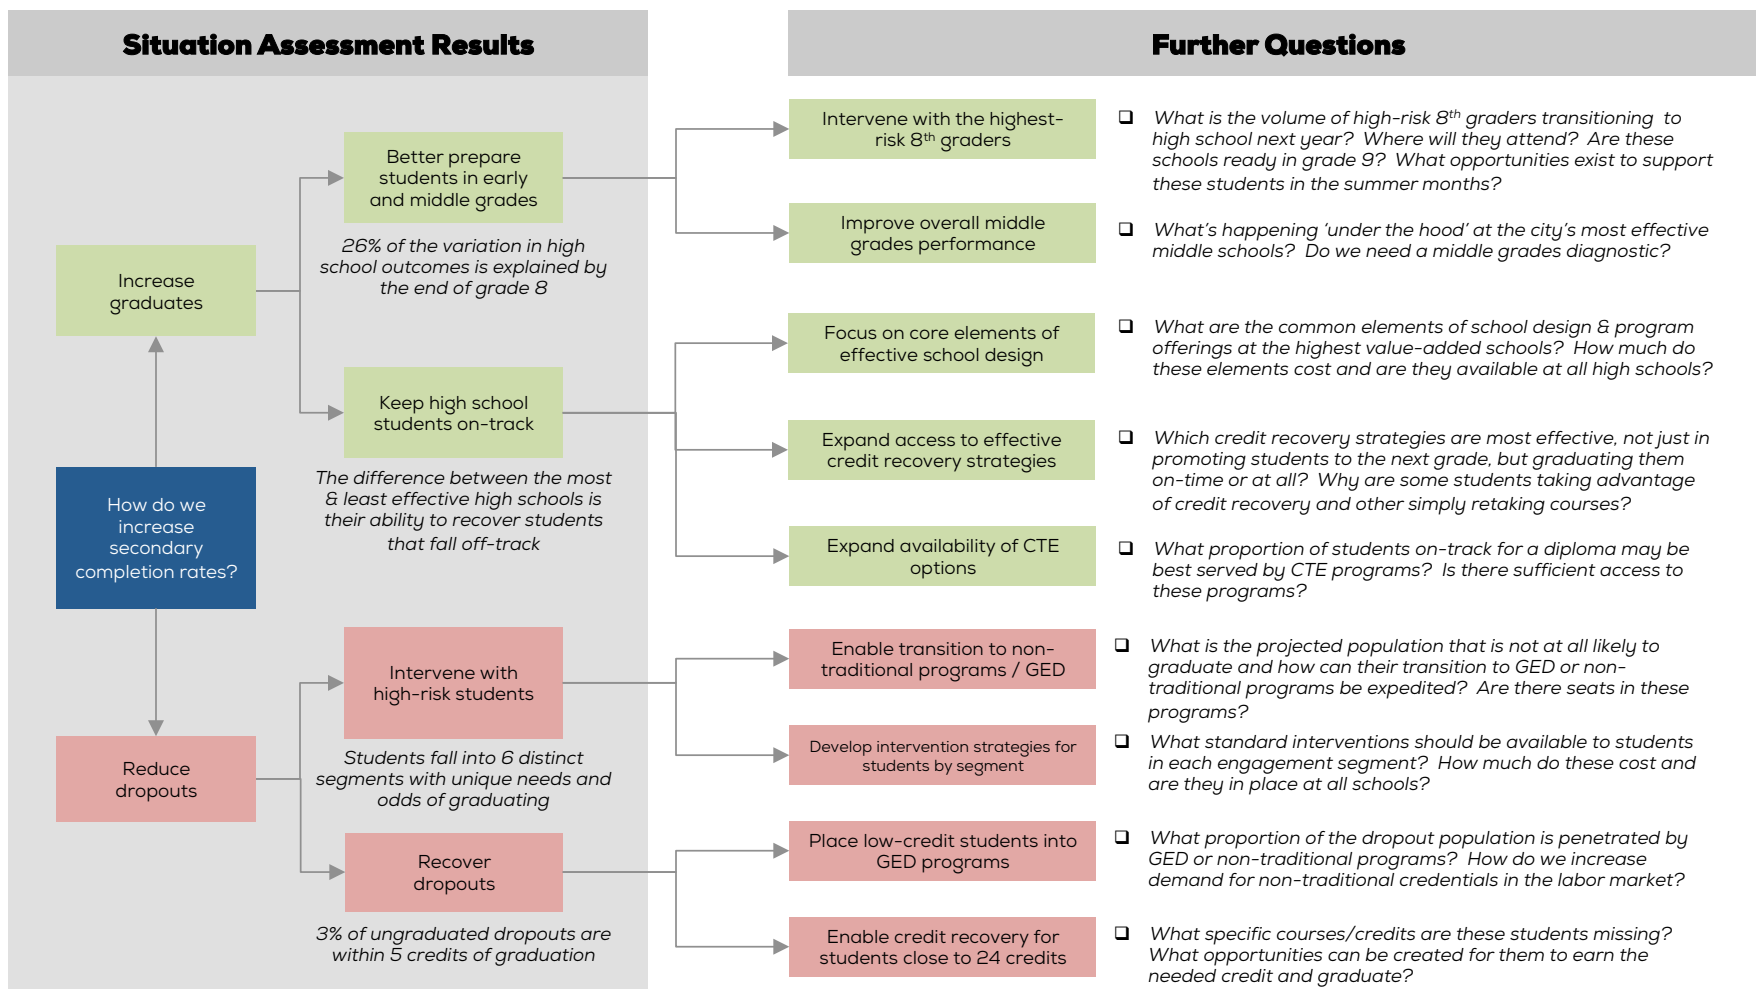 Situation Assessment Results
Further Questions
How do we
increase
secondary
completion rates?
Increase
graduates
Better prepare
students in early
and middle grades
26% of the variation in high
school outcomes is explained by
the end of grade 8
Intervene with the highest-
risk 8th graders
What is the volume of high-risk 8th graders transitioning to
high school next year? Where will they attend? Are these
schools ready in grade 9? What opportunities exist to support
these students in the summer months?
Improve overall middle
grades performance
What's happening 'under the hood' at the city's most effective
middle schools? Do we need a middle grades diagnostic?
Keep high school
students on-track
The difference between the most
& least effective high schools is
their ability to recover students
that fall off-track
Focus on core elements of
effective school design
What are the common elements of school design & program
offerings at the highest value-added schools? How much do
these elements cost and are they available at all high schools?
Expand access to effective
credit recovery strategies
Which credit recovery strategies are most effective, not just in
promoting students to the next grade, but graduating them
on-time or at all? Why are some students taking advantage
of credit recovery and other simply retaking courses?
Expand availability of CTE
options
What proportion of students on-track for a diploma may be
best served by CTE programs? Is there sufficient access to
these programs?
Reduce
dropouts
Intervene with
high-risk students
Students fall into 6 distinct
segments with unique needs and
odds of graduating
Enable transition to non-
traditional programs / GED
What is the projected population that is not at all likely to
graduate and how can their transition to GED or non-
traditional programs be expedited? Are there seats in these
programs?
Develop intervention strategies for
students by segment
What standard interventions should be available to students
in each engagement segment? How much do these cost and
are they in place at all schools?
Recover
dropouts
3% of ungraduated dropouts are
within 5 credits of graduation
Place low-credit students into
GED programs
What proportion of the dropout population is penetrated by
GED or non-traditional programs? How do we increase
demand for non-traditional credentials in the labor market?
Enable credit recovery for
students close to 24 credits
What specific courses/credits are these students missing?
What opportunities can be created for them to earn the
needed credit and graduate?